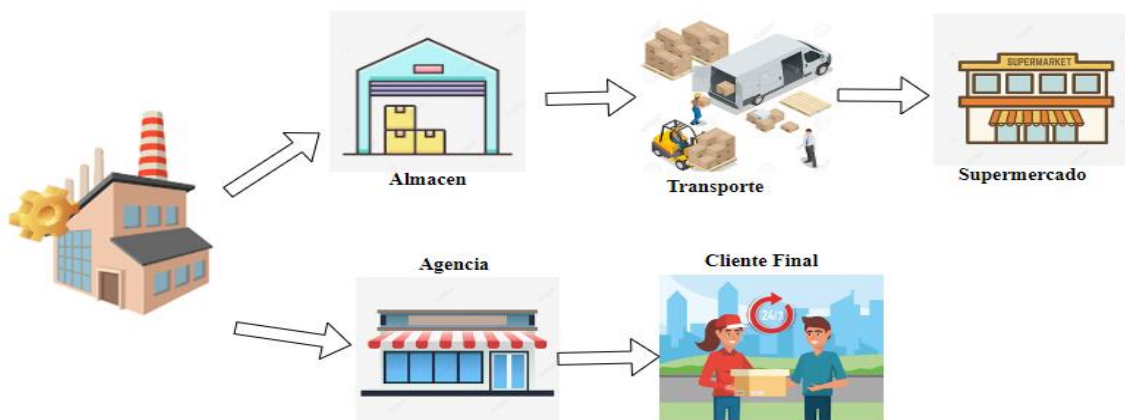 SUPERMARKET
Almacen
Transporte
Supermercado
Agencia
Cliente Final
24/7